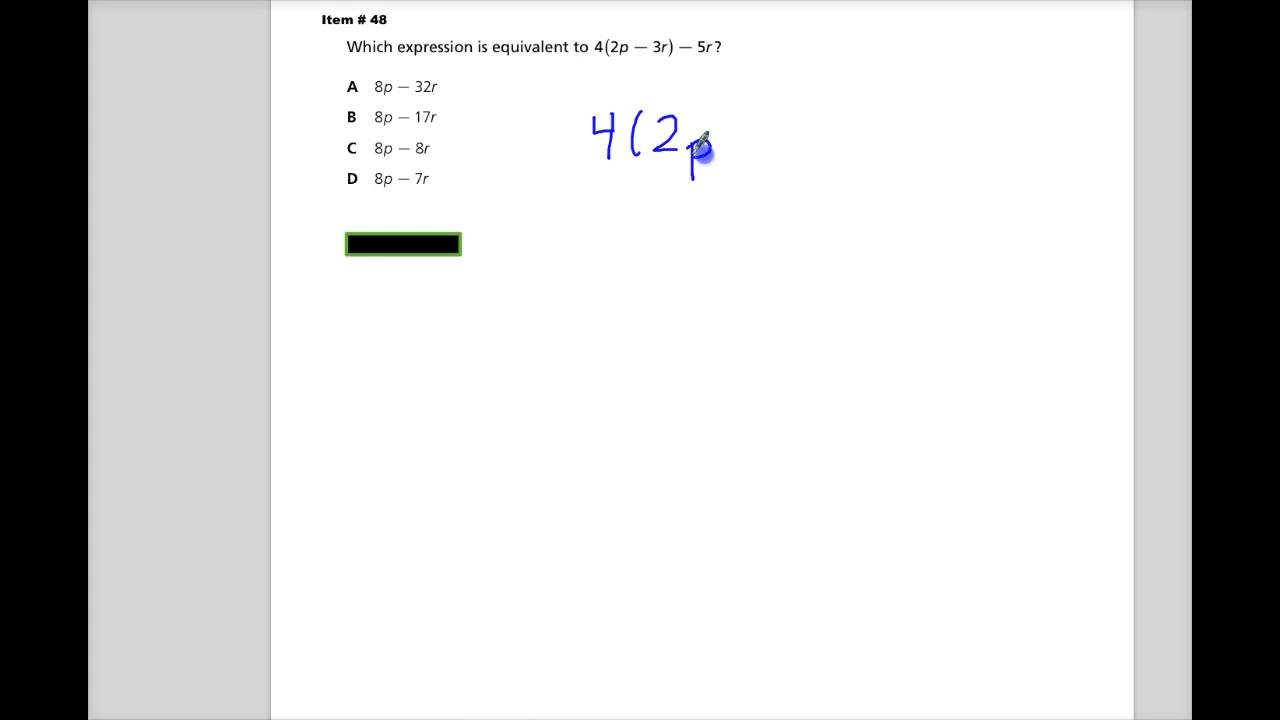 Item # 48
Which expression is equivalent to 4(2p − 3r) − 5r?
A 8p − 32r
B 8p − 17r
C 8p − 8r
D 8p − 7r
4(2p